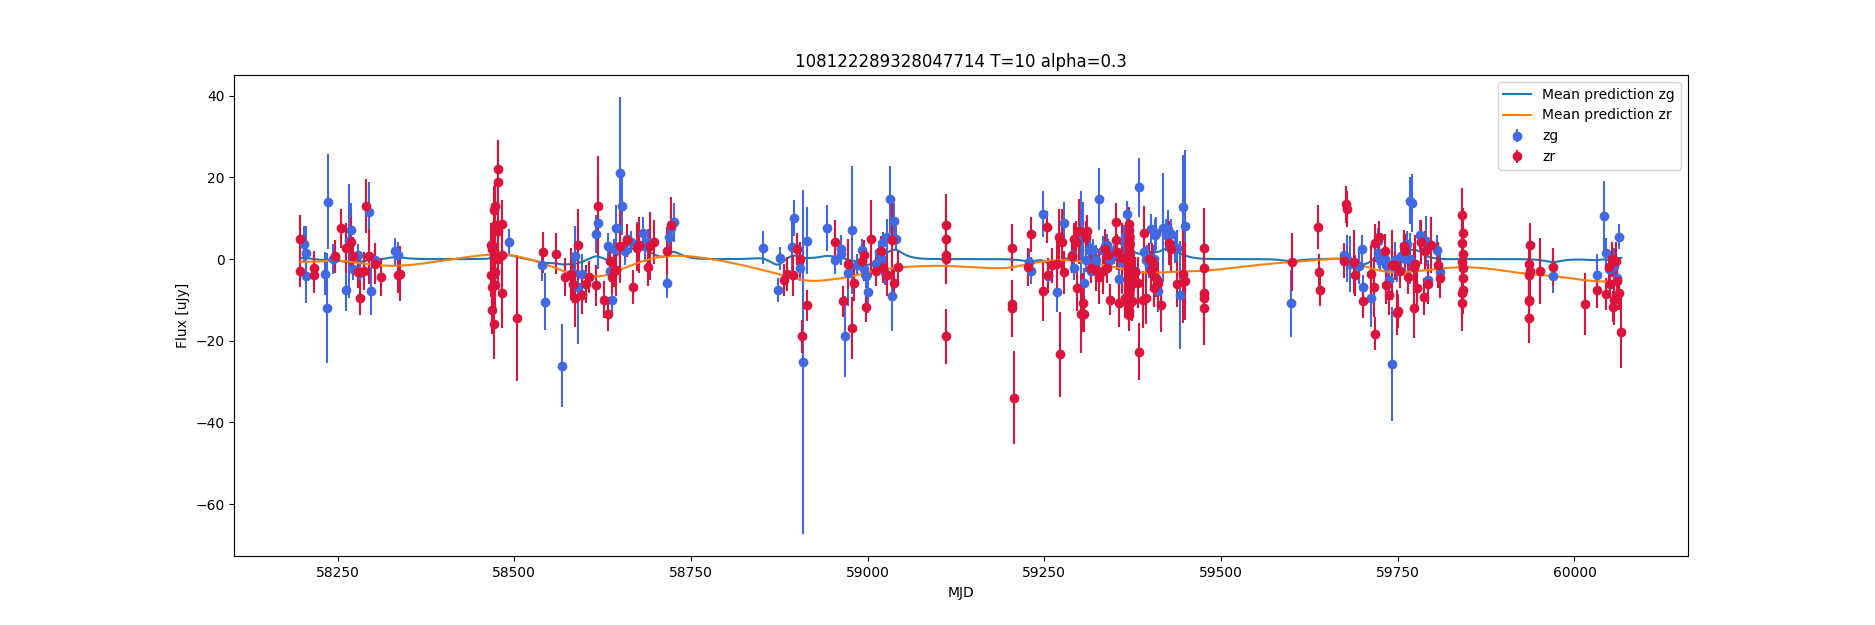 108122289328047714 T=10 alpha=0.3
Mean prediction zg
Mean prediction zr
zg
zr
Flux [uJy]
40
20
0
−20
−40
−60
58250 58500 58750 59000 59250 59500 59750 60000
MJD